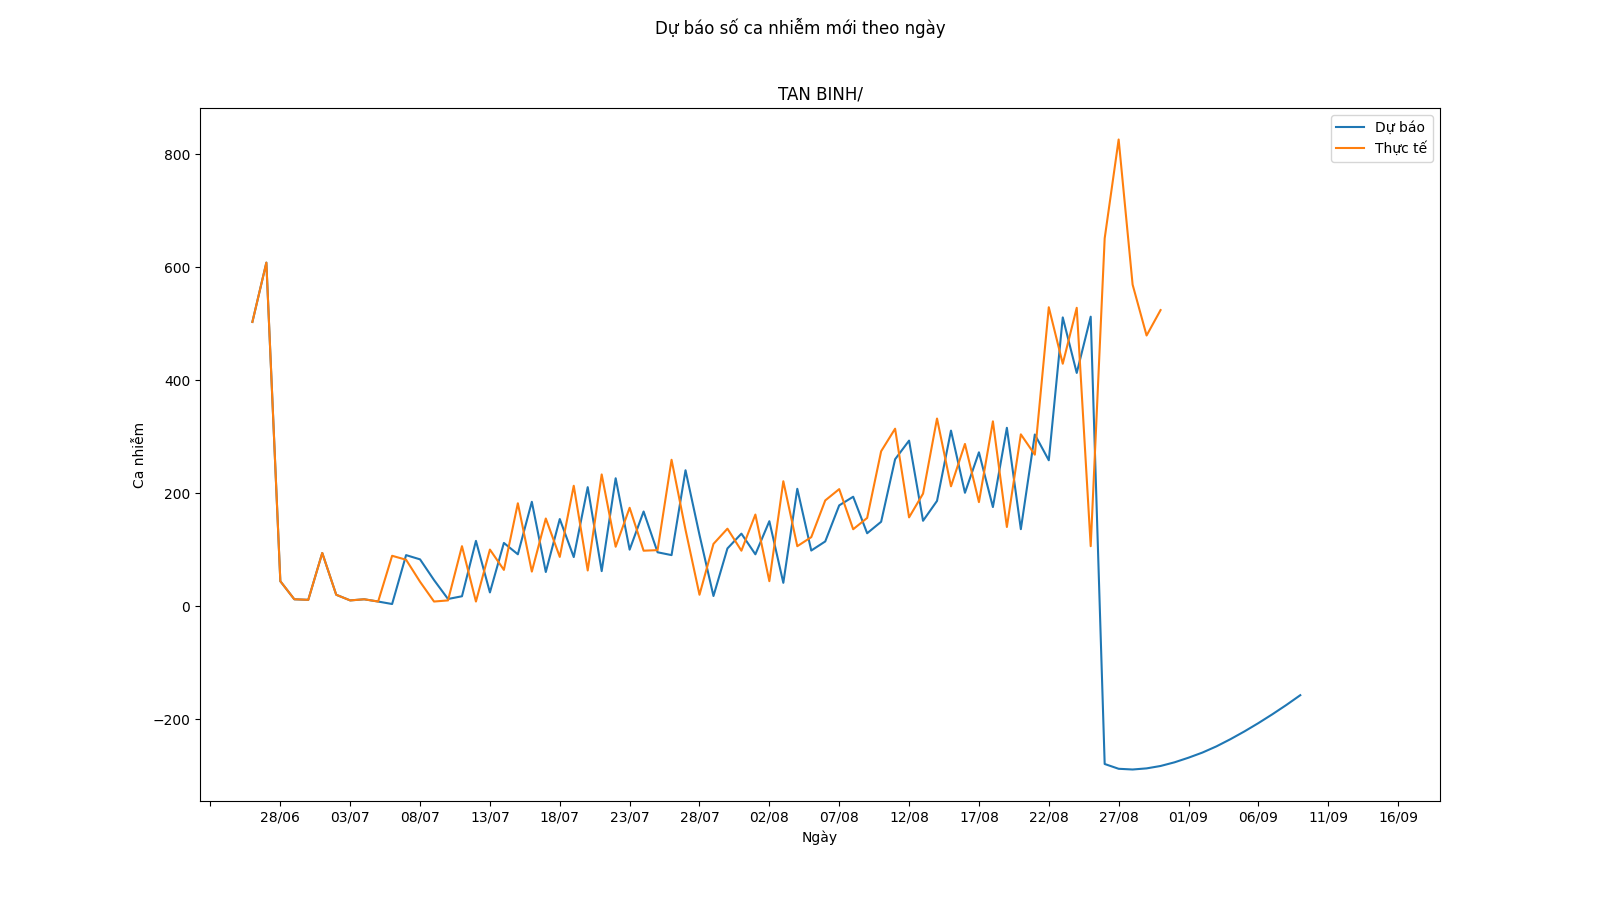 Dự báo số ca nhiễm mới theo ngày
TAN BINH/
Dự báo
Thực tế
800
600
400
200
0
−200
Ca nhiễm
28/06 03/07 08/07 13/07 18/07 23/07 28/07 02/08 07/08 12/08 17/08 22/08 27/08 01/09 06/09 11/09 16/09
Ngày